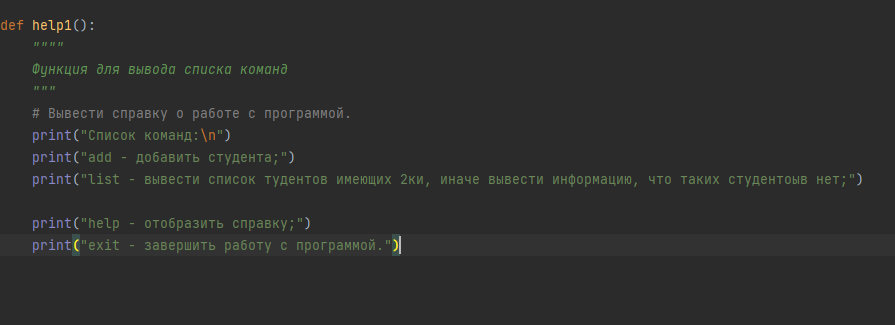 def help1():
    """"
    Функция для вывода списка команд
    """
    # Вывести справку о работе с программой.
    print("Список команд:\n")
    print("add - добавить студента;")
    print("list - вывести список тудентов имеющих 2ки, иначе вывести информацию, что таких студентоыв нет;")
    print("help - отобразить справку;")
    print("exit - завершить работу с программой.")